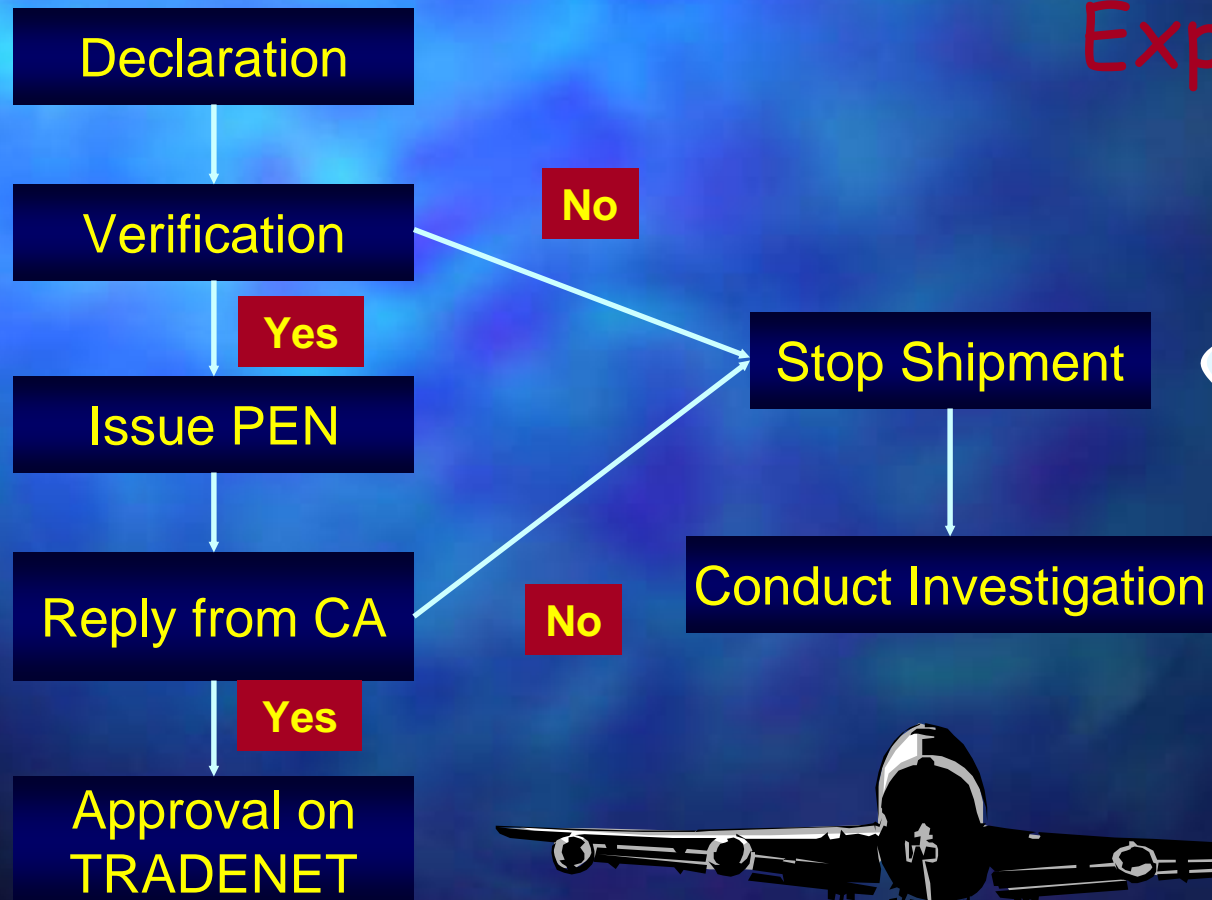 Declaration
Verification
No
Yes
Issue PEN
Stop Shipment
Reply from CA
No
Conduct Investigation
Yes
Approval on
TRADENET